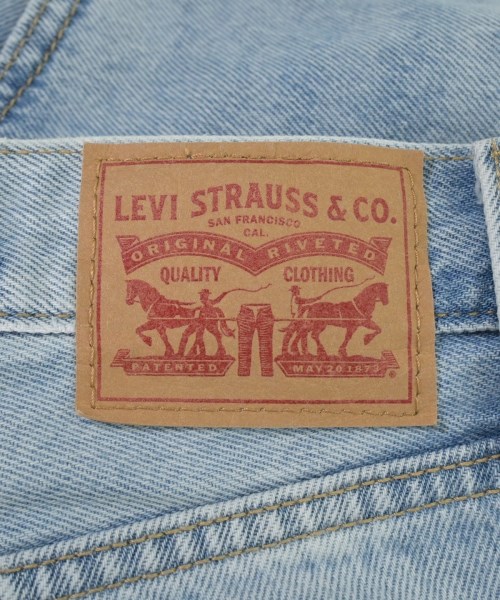 LEVI STRAUSS & CO.
SAN FRANCISCO
CAL.
ORIGINAL RIVETED
QUALITY CLOTHING
PATENTED MAY 20 1873
®